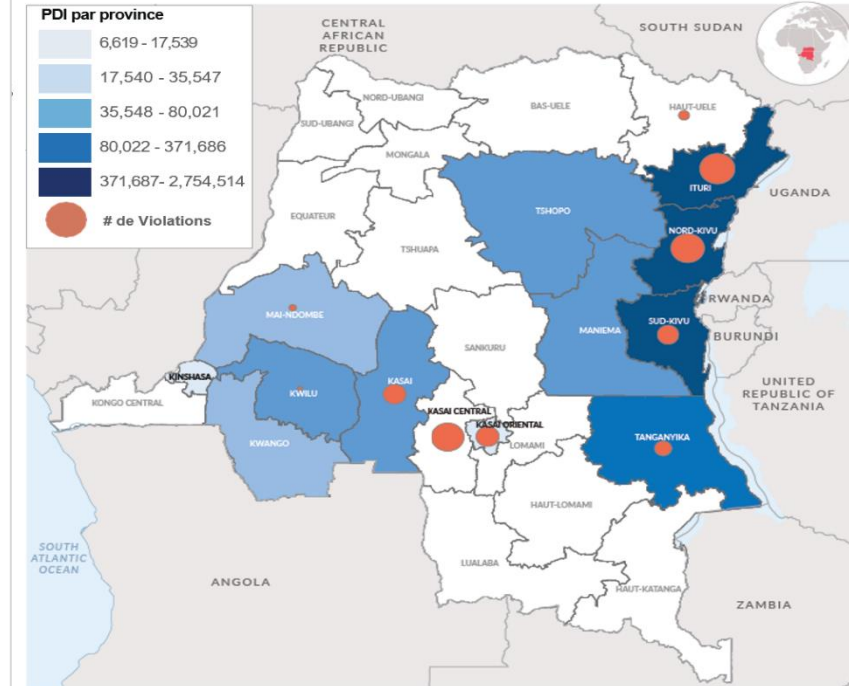 PDI par province
6,619 - 17,539
17,540 - 35,547
35,548 - 80,021
80,022 - 371,686
371,687- 2,754,514
# de Violations
CENTRAL
AFRICAN
REPUBLIC
SOUTH SUDAN
NORD-UBANGI
SUD-UBANGI
BAS-UELE
HAUT-UELE
MONGALA
ITURI
UGANDA
EQUATEUR
TSHOPO
NORD-KIVU
TSHUAPA
RWANDA
MAI-NDOMBE
SUD-KIVU
MANIEMA
BURUNDI
SANKURU
KINSHASA
KASAI
UNITED
REPUBLIC OF
TANZANIA
KWILU
KONGO CENTRAL
KASAI CENTRAL
KASAI ORIENTAL
KWANGO
LOMAMI
TANGANYIKA
HAUT-LOMAMI
SOUTH
ATLANTIC
OCEAN
LUALABA
ANGOLA
HAUT-KATANGA
ZAMBIA